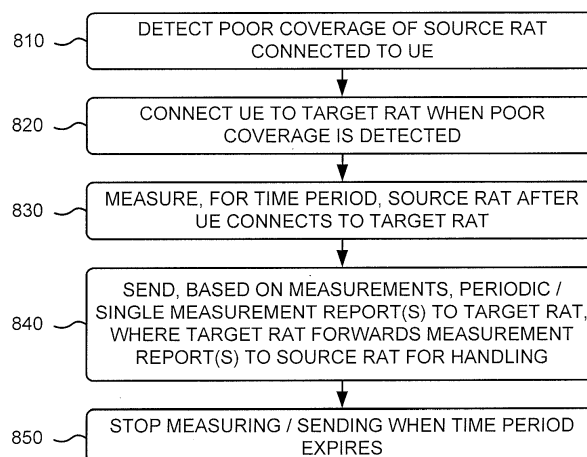 810
DETECT POOR COVERAGE OF SOURCE RAT
CONNECTED TO UE
820
CONNECT UE TO TARGET RAT WHEN POOR
COVERAGE IS DETECTED
830
MEASURE, FOR TIME PERIOD, SOURCE RAT AFTER
UE CONNECTS TO TARGET RAT
840
SEND, BASED ON MEASUREMENTS, PERIODIC /
SINGLE MEASUREMENT REPORT(S) TO TARGET RAT,
WHERE TARGET RAT FORWARDS MEASUREMENT
REPORT(S) TO SOURCE RAT FOR HANDLING
850
STOP MEASURING / SENDING WHEN TIME PERIOD
EXPIRES